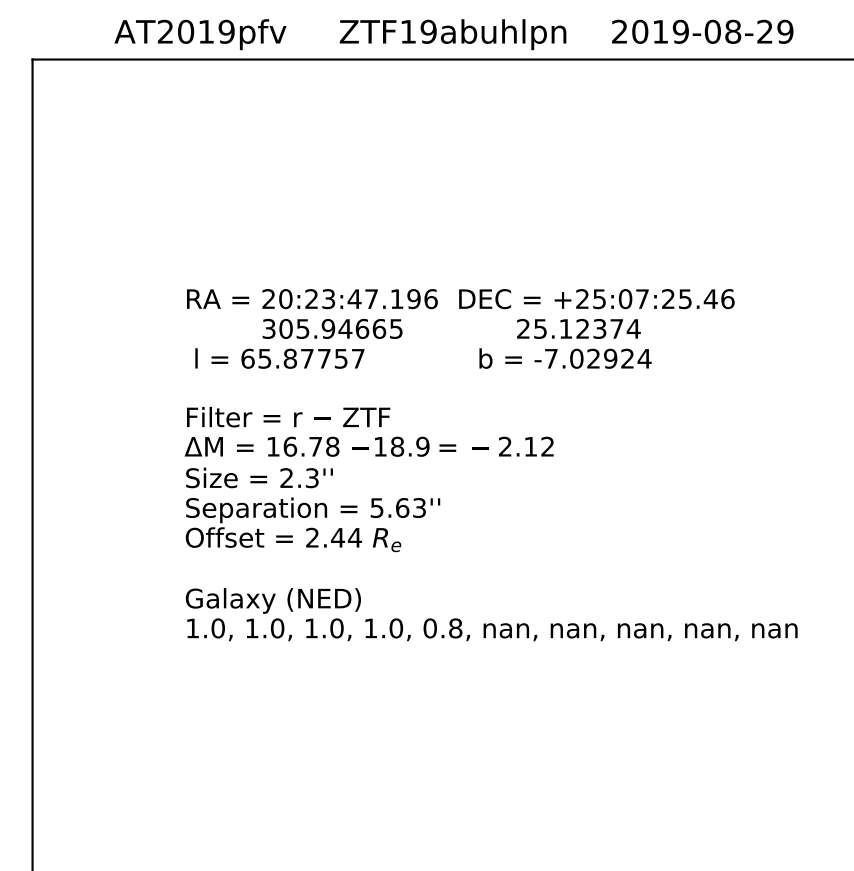 AT2019pfv ZTF19abuhlpn 2019-08-29
RA = 20:23:47.196 DEC = +25:07:25.46
305.94665 25.12374
l = 65.87757 b = -7.02924
Filter = r − ZTF
ΔM = 16.78 −18.9 = − 2.12
Size = 2.3''
Separation = 5.63''
Offset = 2.44 Re
Galaxy (NED)
1.0, 1.0, 1.0, 1.0, 0.8, nan, nan, nan, nan, nan